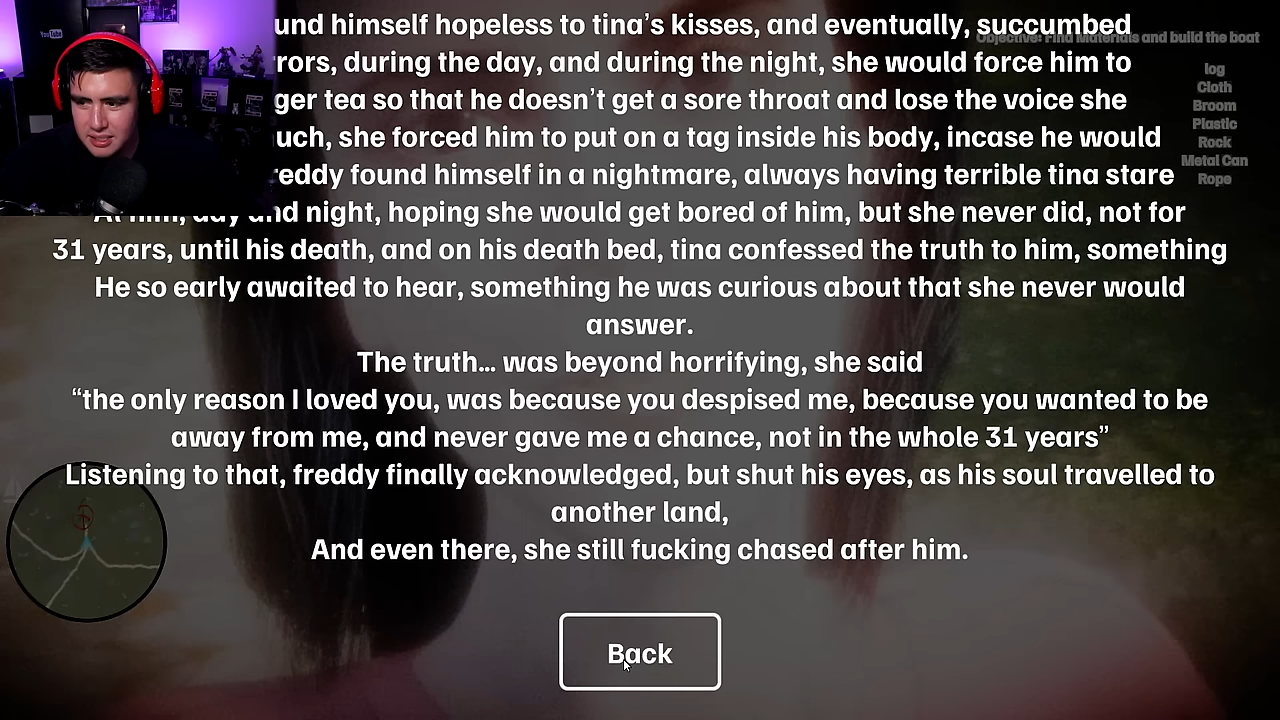 und himself hopeless to tina's kisses, and eventually, succumbed
Objective: Find Materials and build the boat
rrors, during the day, and during the night, she would force him to
log
ger tea so that he doesn't get a sore throat and lose the voice she
Cloth
Broom
uch, she forced him to put on a tag inside his body, incase he would
Plastic
Rock
reddy found himself in a nightmare, always having terrible tina stare
Metal Can
Rope
At him, day and night, hoping she would get bored of him, but she never did, not for
31 years, until his death, and on his death bed, tina confessed the truth to him, something
He so early awaited to hear, something he was curious about that she never would
answer.
The truth... was beyond horrifying, she said
“the only reason I loved you, was because you despised me, because you wanted to be
away from me, and never gave me a chance, not in the whole 31 years”
Listening to that, freddy finally acknowledged, but shut his eyes, as his soul travelled to
another land,
And even there, she still fucking chased after him.
Back
YouTube